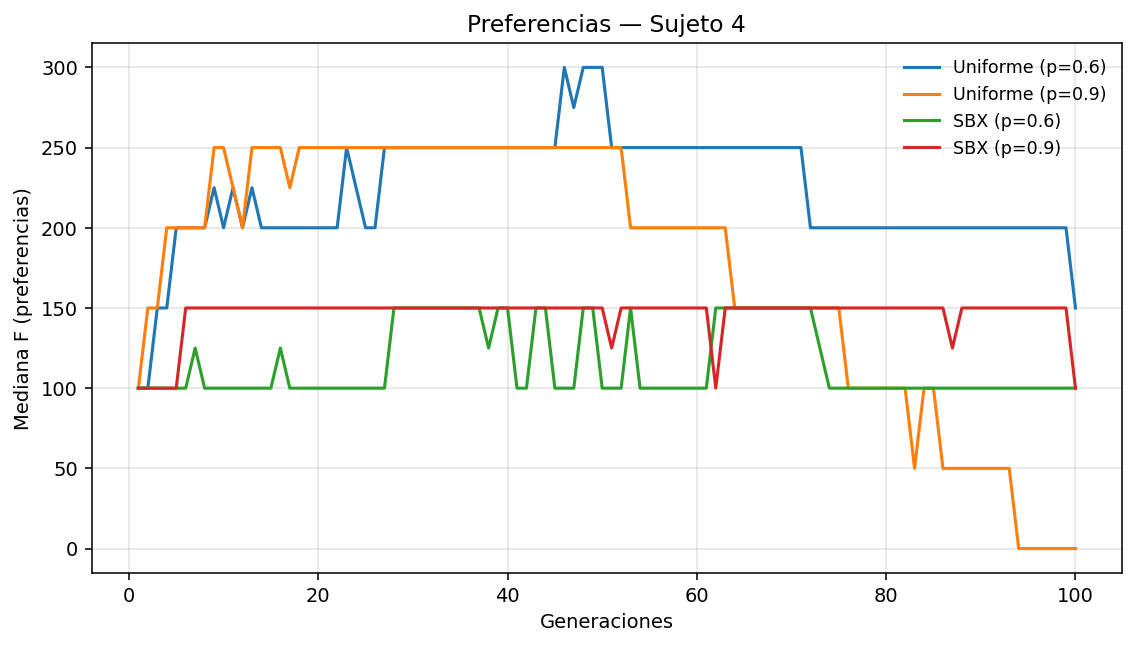 Preferencias — Sujeto 4
Mediana F (preferencias)
300
250
200
150
100
50
0
Uniforme (p=0.6)
Uniforme (p=0.9)
SBX (p=0.6)
SBX (p=0.9)
0 20 40 60 80 100
Generaciones